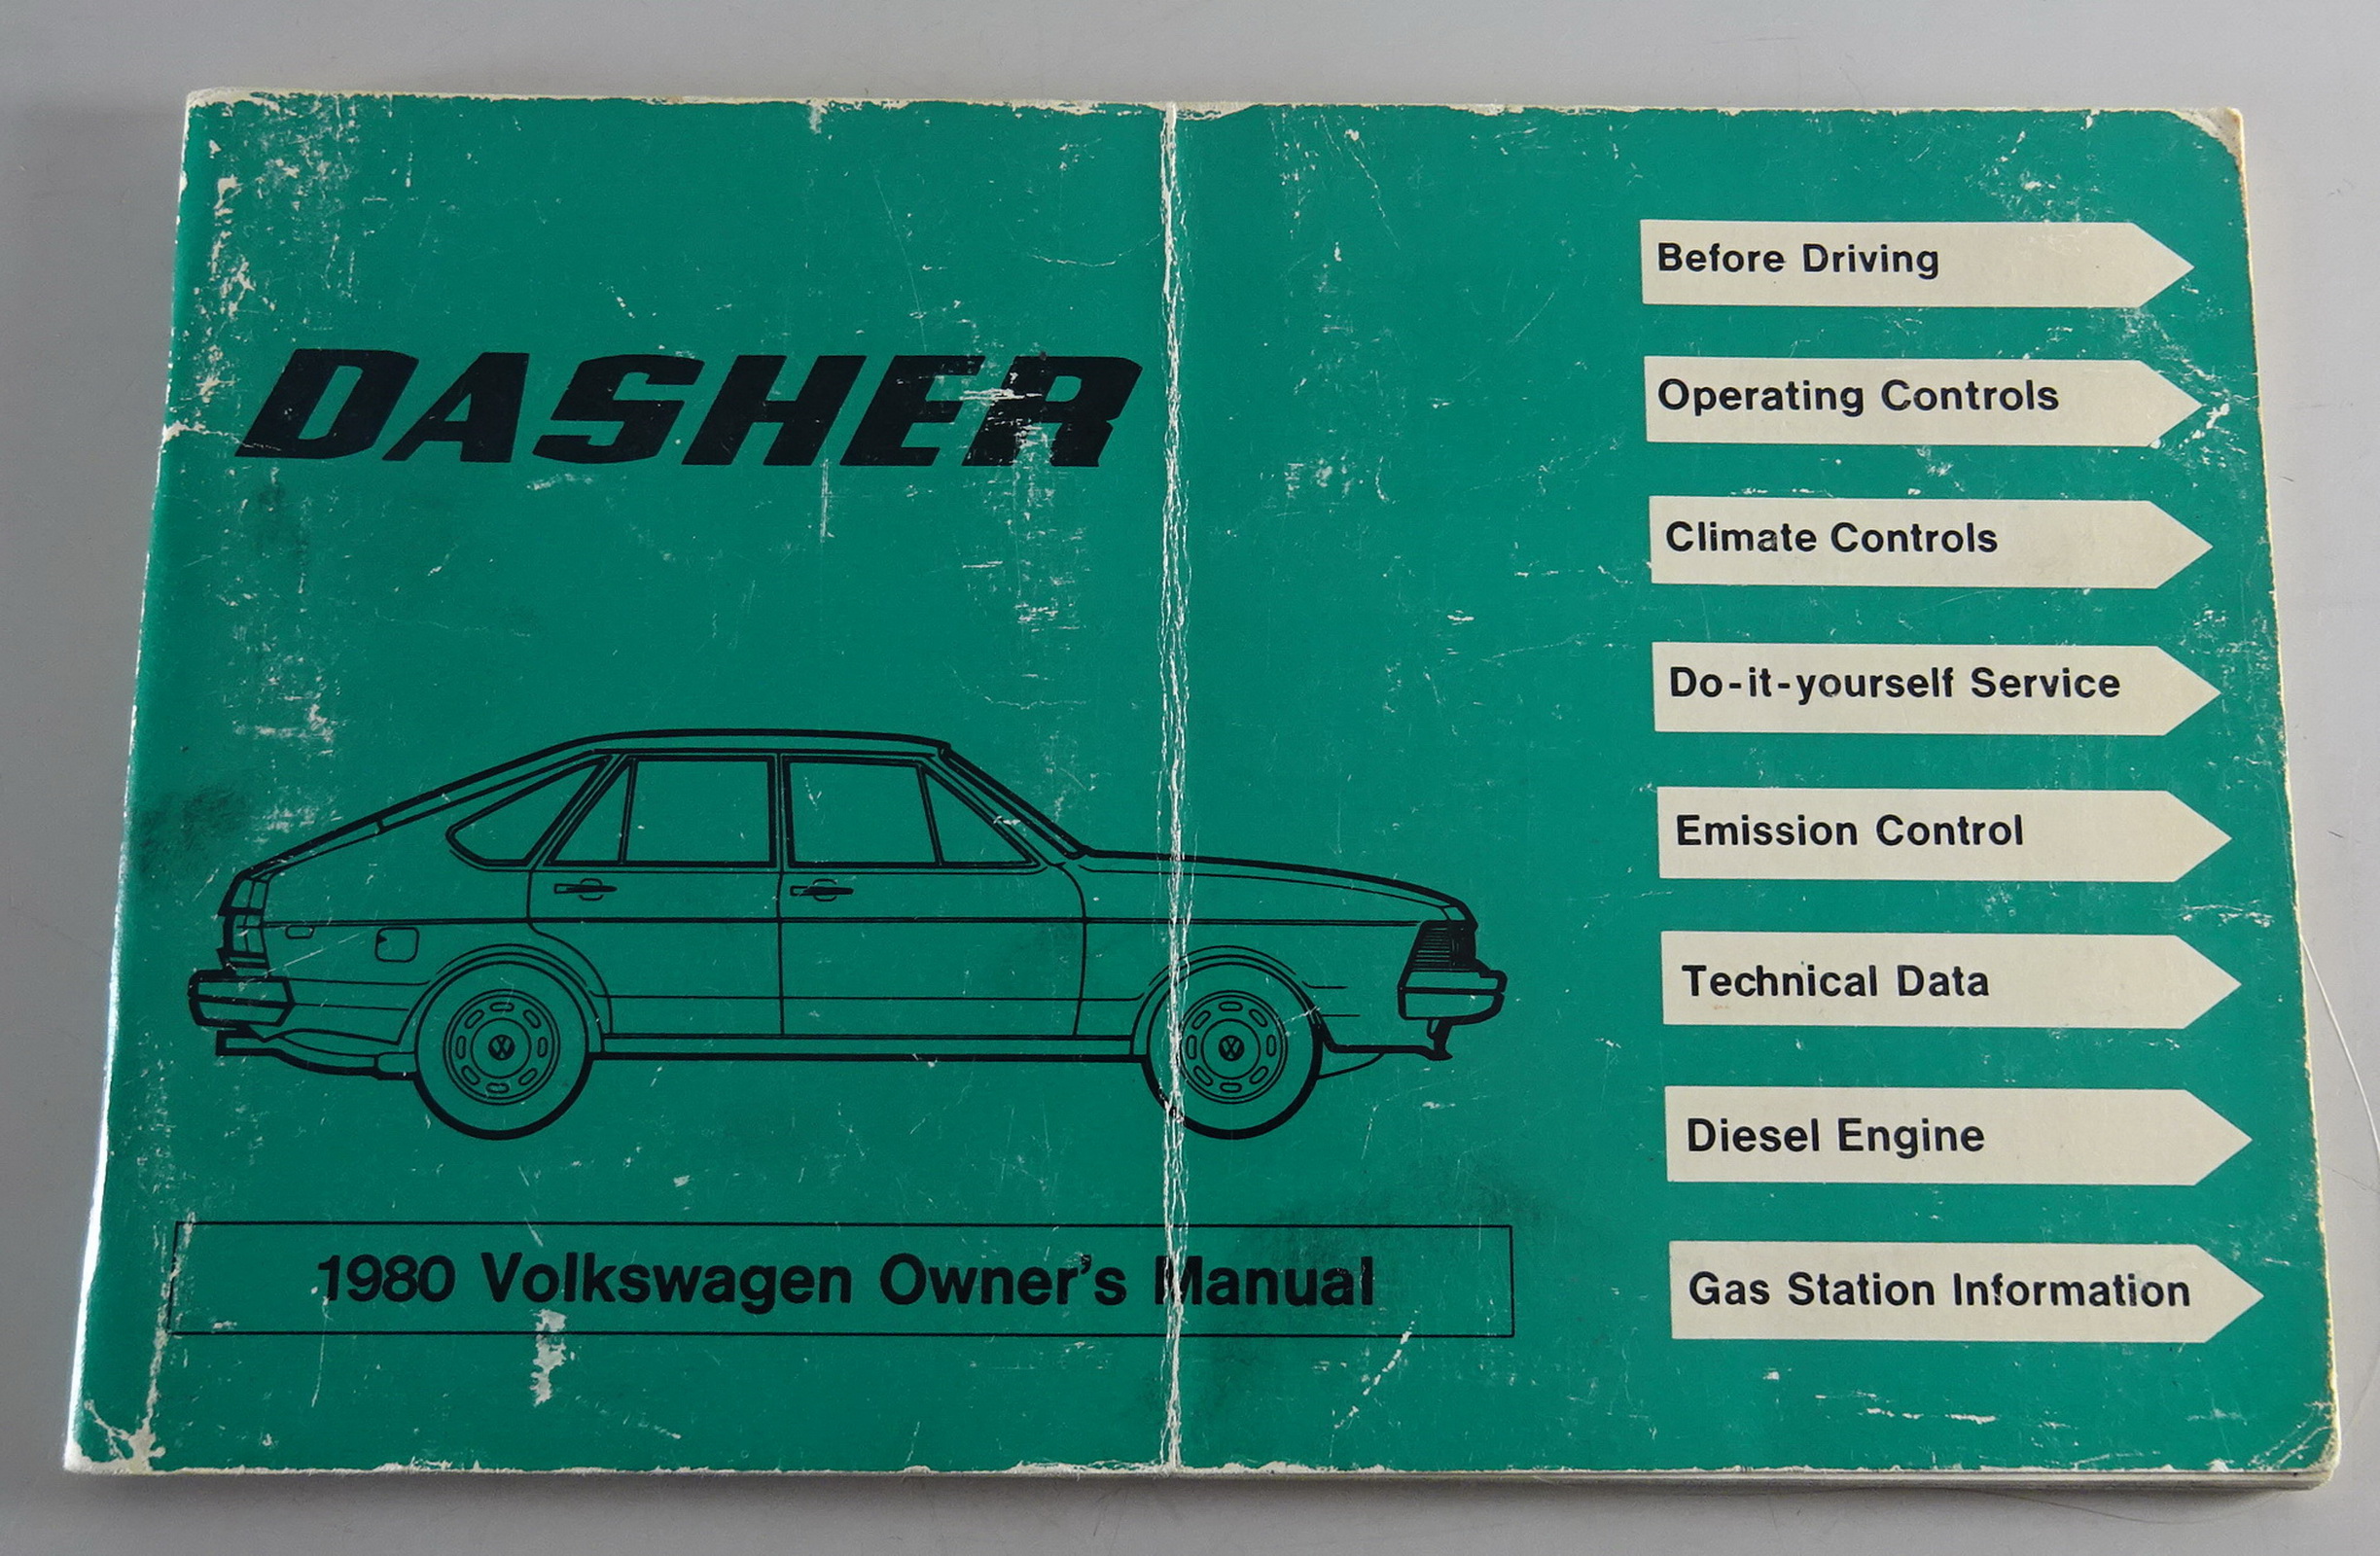 DASHER
1980 Volkswagen Owner's Manual
Before Driving
Operating Controls
Climate Controls
Do-it-yourself Service
Emission Control
Technical Data
Diesel Engine
Gas Station Information